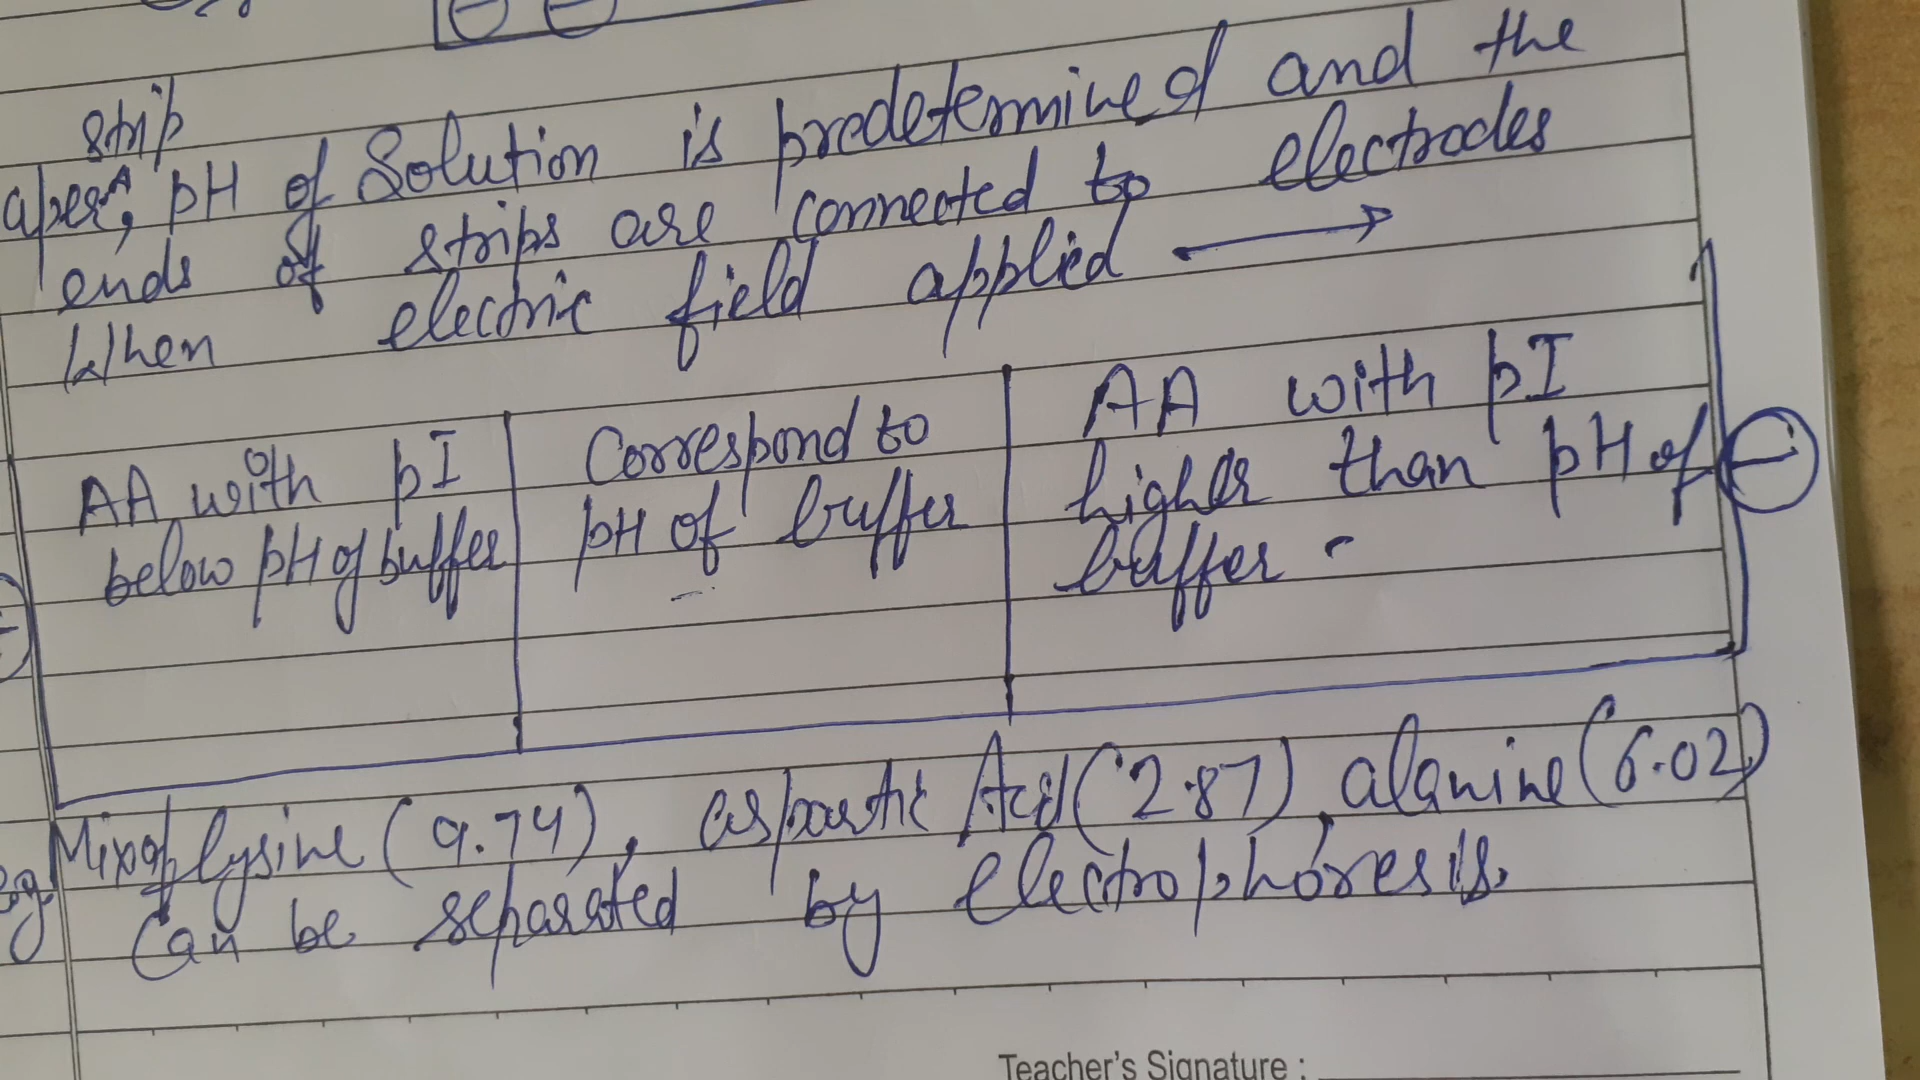 strip
aper, pH of Solution is predetermined and the
ends of strips are connected to electrodes
When electric field applied →
AA with pI
below pH of buffer
Correspond to
pH of buffer
AA with pI
higher than pH of
buffer -
eg. Mix of lysine (9.74), aspartic Acid (2.87), alanine (6.02)
Can be separated by electrophoresis.
Teacher's Signature :